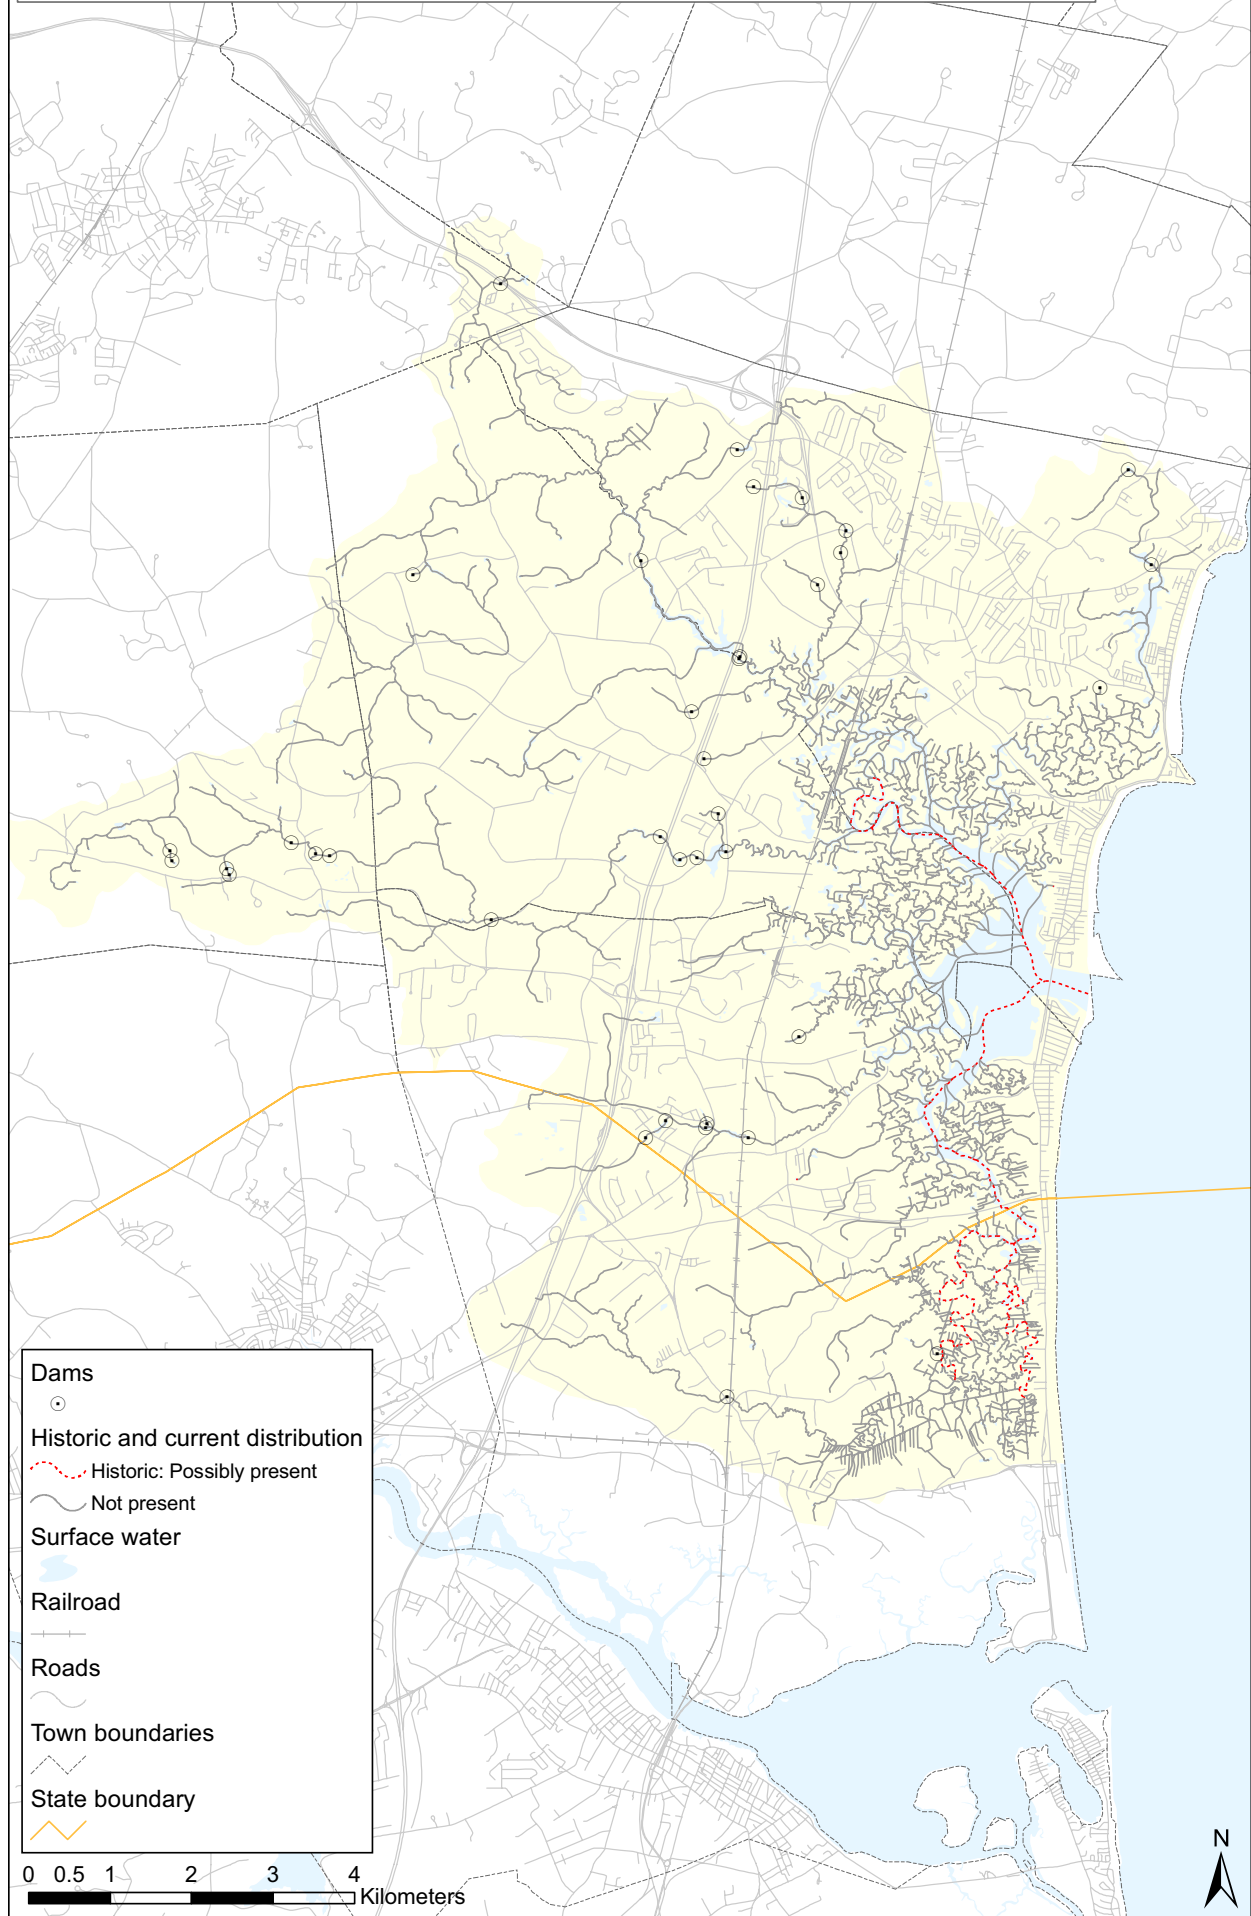 Dams
Historic and current distribution
Historic: Possibly present
Not present
Surface water
Railroad
Roads
Town boundaries
State boundary
0 0.5 1 2 3 4
Kilometers
N